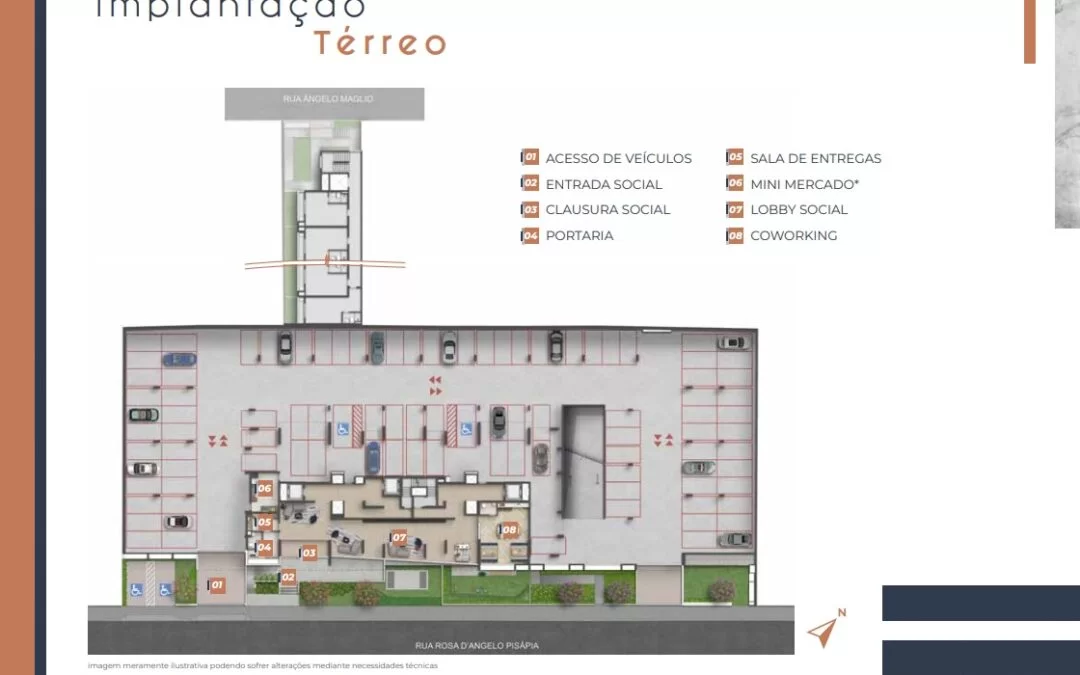 Implantação
Térreo
RUA ÂNGELO MAGLIO
01 ACESSO DE VEÍCULOS
02 ENTRADA SOCIAL
03 CLAUSURA SOCIAL
04 PORTARIA
05 SALA DE ENTREGAS
06 MINI MERCADO*
07 LOBBY SOCIAL
08 COWORKING
06
05
04
03
07
08
02
01
N
RUA ROSA D'ANGELO PISÁPIA
imagem meramente ilustrativa podendo sofrer alterações mediante necessidades técnicas